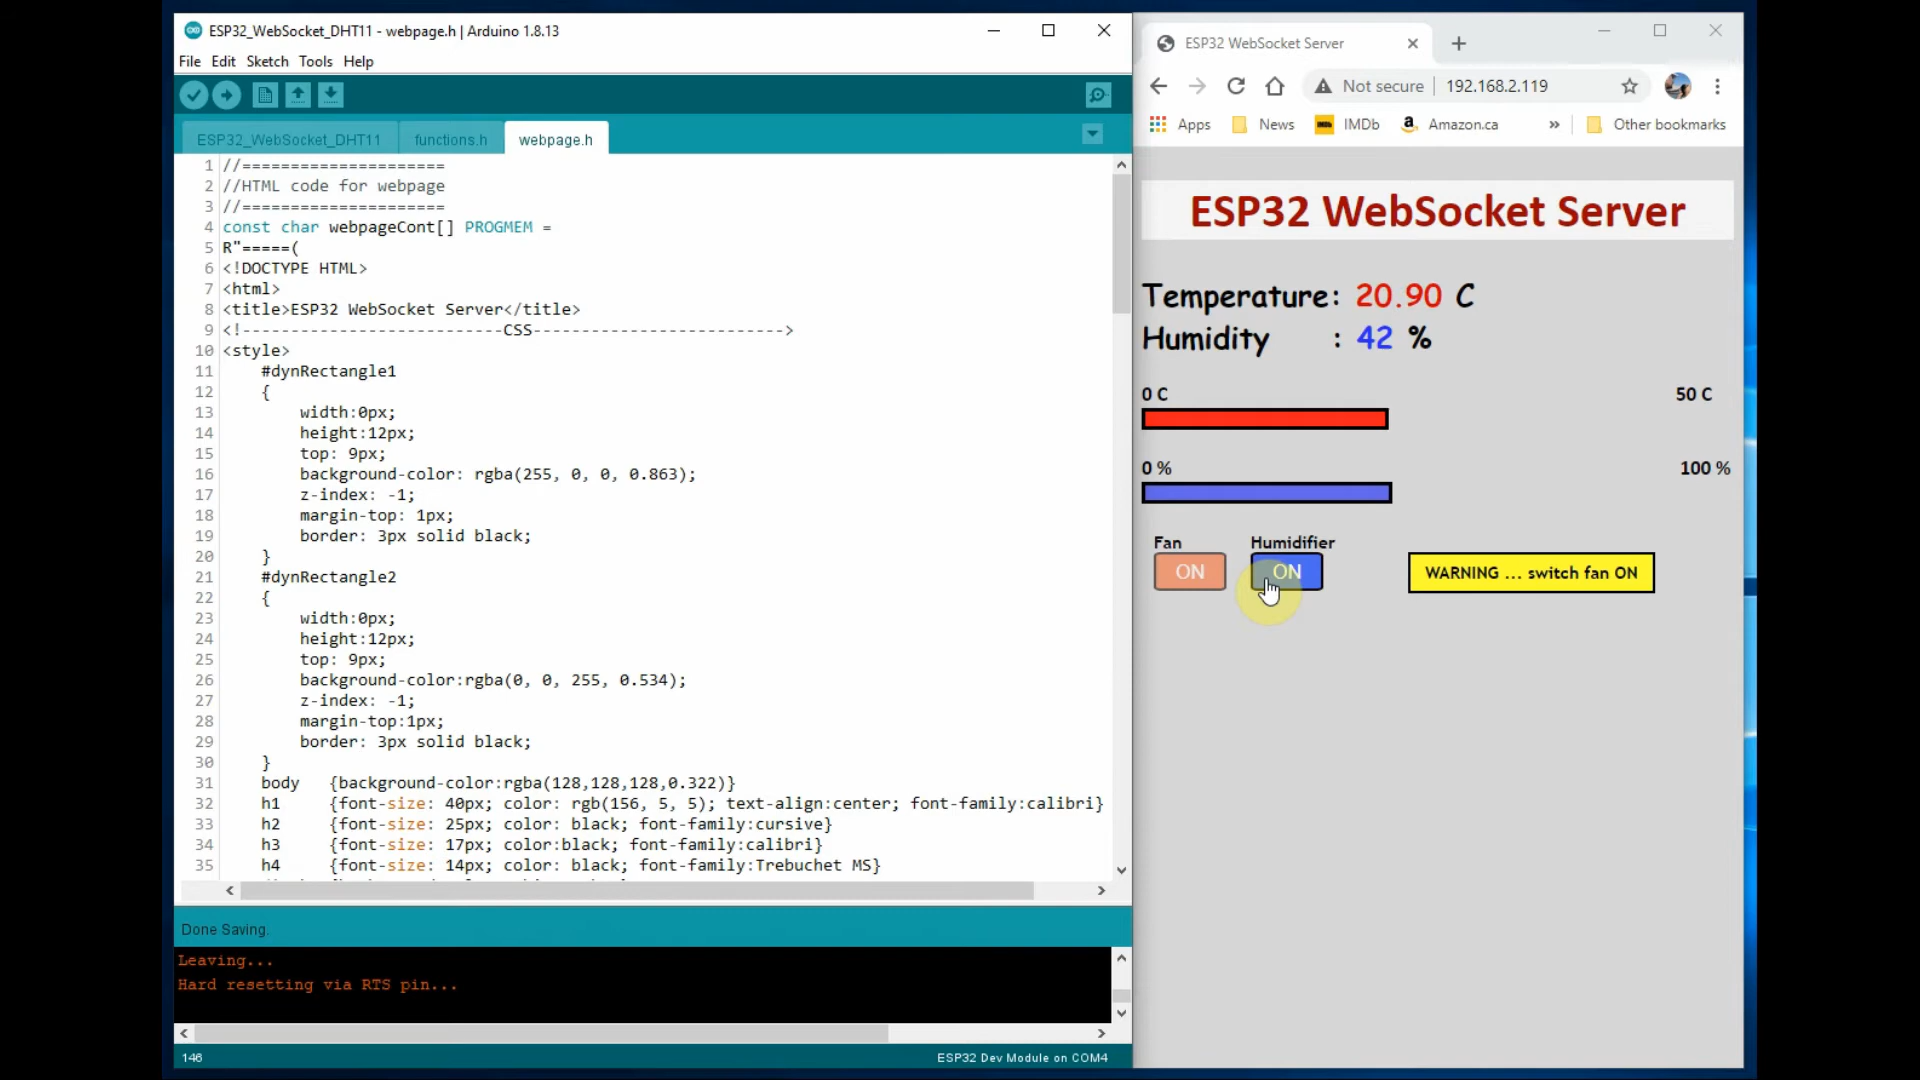 ESP32_WebSocket_DHT11 - webpage.h | Arduino 1.8.13
File Edit Sketch Tools Help
ESP32_WebSocket_DHT11 functions.h webpage.h
1 //=====================
2 //HTML code for webpage
3 //=====================
4 const char webpageCont[] PROGMEM =
5 R"=====(
6 <!DOCTYPE HTML>
7 <html>
8 <title>ESP32 WebSocket Server</title>
9 <!---------------------------CSS-------------------------->
10 <style>
11 #dynRectangle1
12 {
13 width:0px;
14 height:12px;
15 top: 9px;
16 background-color: rgba(255, 0, 0, 0.863);
17 z-index: -1;
18 margin-top: 1px;
19 border: 3px solid black;
20 }
21 #dynRectangle2
22 {
23 width:0px;
24 height:12px;
25 top: 9px;
26 background-color:rgba(0, 0, 255, 0.534);
27 z-index: -1;
28 margin-top:1px;
29 border: 3px solid black;
30 }
31 body {background-color:rgba(128,128,128,0.322)}
32 h1 {font-size: 40px; color: rgb(156, 5, 5); text-align:center; font-family:calibri}
33 h2 {font-size: 25px; color: black; font-family:cursive}
34 h3 {font-size: 17px; color:black; font-family:calibri}
35 h4 {font-size: 14px; color: black; font-family:Trebuchet MS}
Done Saving.
Leaving...
Hard resetting via RTS pin...
146 ESP32 Dev Module on COM4
ESP32 WebSocket Server
Not secure | 192.168.2.119
Apps News IMDb Amazon.ca » Other bookmarks
ESP32 WebSocket Server
Temperature: 20.90 C
Humidity : 42 %
0 C 50 C
0 % 100 %
Fan Humidifier
ON ON WARNING ... switch fan ON